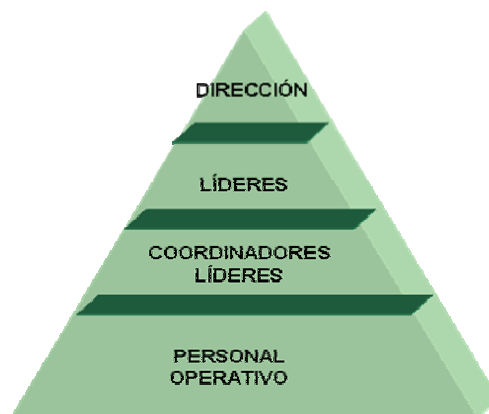 DIRECCIÓN
LÍDERES
COORDINADORES
LÍDERES
PERSONAL
OPERATIVO